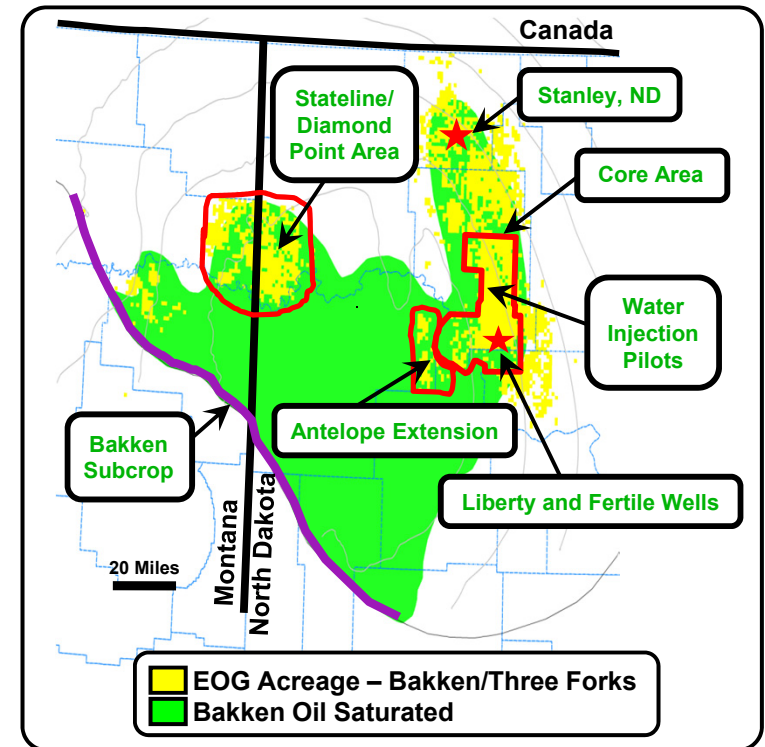 Canada
Stateline/
Diamond
Point Area
Stanley, ND
Core Area
Water
Injection
Pilots
Antelope Extension
Bakken
Subcrop
Liberty and Fertile Wells
20 Miles
Montana
North Dakota
EOG Acreage – Bakken/Three Forks
Bakken Oil Saturated